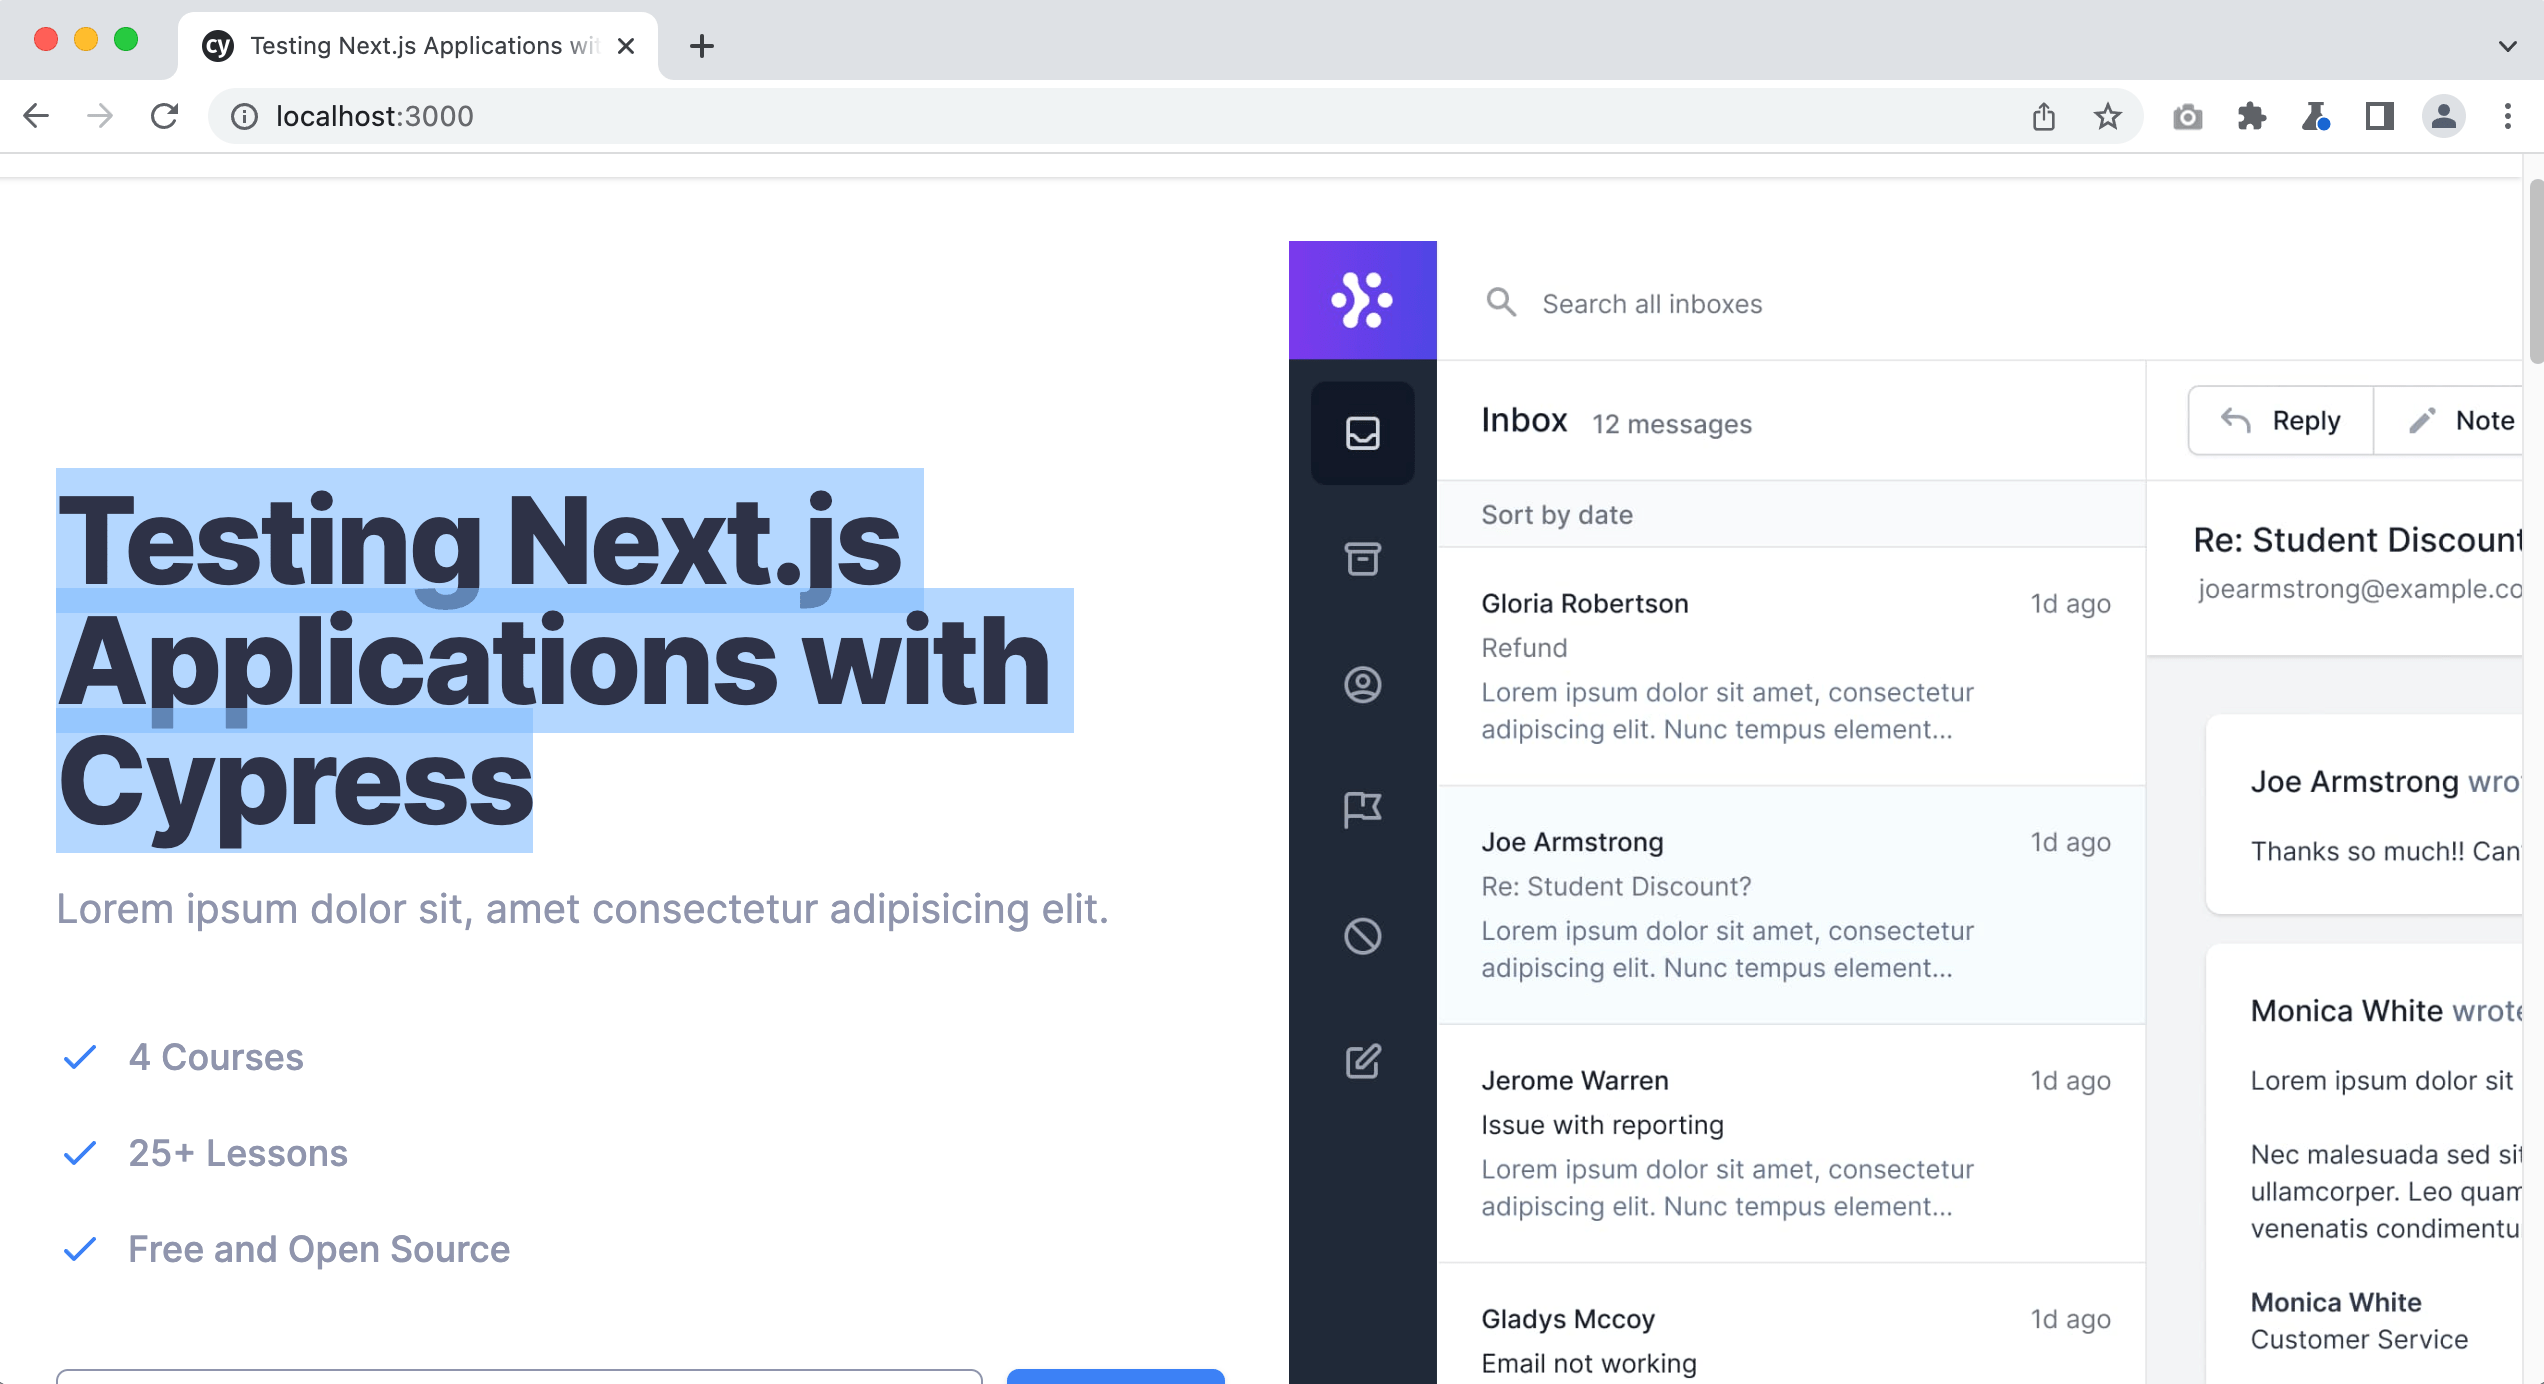 cy Testing Next.js Applications wit
localhost:3000
Testing Next.js
Applications with
Cypress
Lorem ipsum dolor sit, amet consectetur adipisicing elit.
4 Courses
25+ Lessons
Free and Open Source
Search all inboxes
Inbox 12 messages
Sort by date
Gloria Robertson 1d ago
Refund
Lorem ipsum dolor sit amet, consectetur
adipiscing elit. Nunc tempus element...
Joe Armstrong 1d ago
Re: Student Discount?
Lorem ipsum dolor sit amet, consectetur
adipiscing elit. Nunc tempus element...
Jerome Warren 1d ago
Issue with reporting
Lorem ipsum dolor sit amet, consectetur
adipiscing elit. Nunc tempus element...
Gladys Mccoy 1d ago
Email not working
Reply Note
Re: Student Discount
joearmstrong@example.co
Joe Armstrong wro
Thanks so much!! Can
Monica White wrote
Lorem ipsum dolor sit
Nec malesuada sed sit
ullamcorper. Leo quam
venenatis condimentu
Monica White
Customer Service